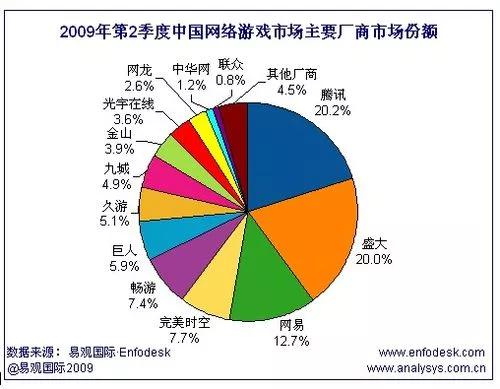 2009年第2季度中国网络游戏市场主要厂商市场份额
腾讯
20.2%
盛大
20.0%
网易
12.7%
完美时空
7.7%
畅游
7.4%
巨人
5.9%
久游
5.1%
九城
4.9%
金山
3.9%
光宇在线
3.6%
网龙
2.6%
中华网
1.2%
联众
0.8%
其他厂商
4.5%
数据来源：易观国际·Enfodesk
@易观国际2009
www.enfodesk.com
www.analysys.com.cn